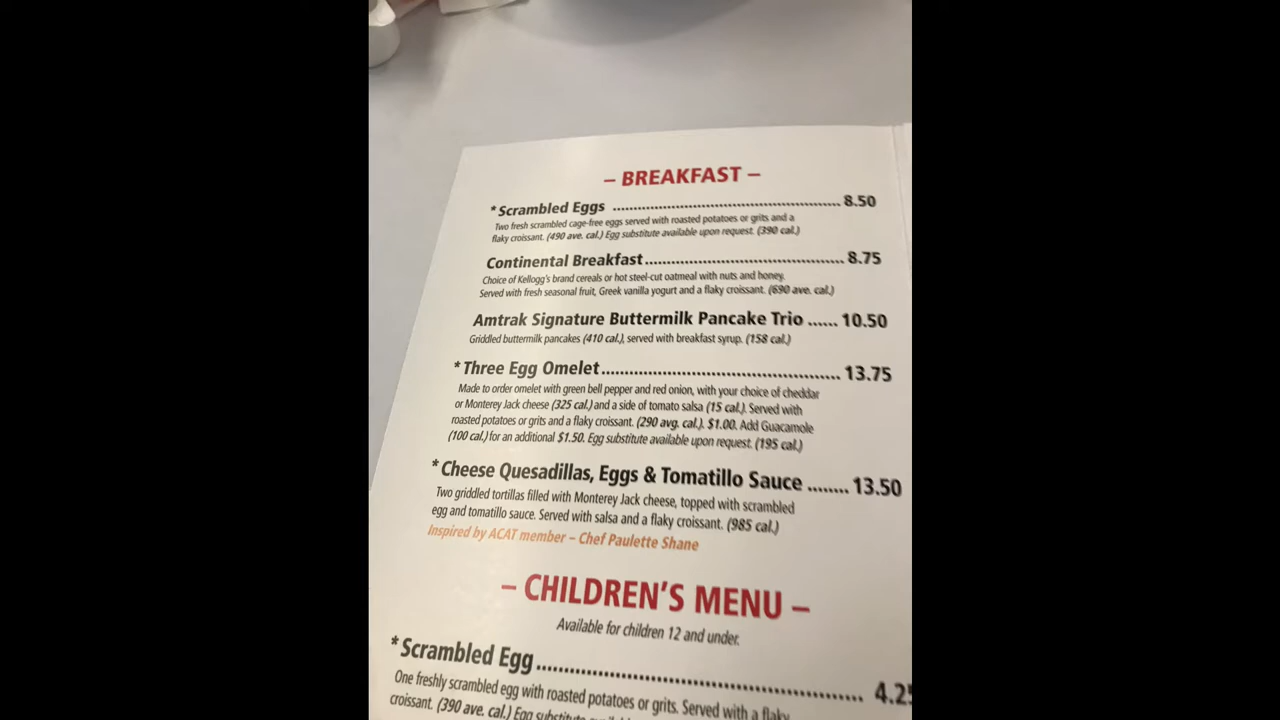 – BREAKFAST –
* Scrambled Eggs ........................................................ 8.50
Two fresh scrambled cage-free eggs served with roasted potatoes or grits and a
flaky croissant. (490 ave. cal.) Egg substitute available upon request. (390 cal.)
Continental Breakfast ................................................. 8.75
Choice of Kellogg's brand cereals or hot steel-cut oatmeal with nuts and honey.
Served with fresh seasonal fruit, Greek vanilla yogurt and a flaky croissant. (690 ave. cal.)
Amtrak Signature Buttermilk Pancake Trio ...... 10.50
Griddled buttermilk pancakes (410 cal.), served with breakfast syrup. (158 cal.)
* Three Egg Omelet ...................................................... 13.75
Made to order omelet with green bell pepper and red onion, with your choice of cheddar
or Monterey Jack cheese (325 cal.) and a side of tomato salsa (15 cal.). Served with
roasted potatoes or grits and a flaky croissant. (290 avg. cal.). $1.00. Add Guacamole
(100 cal.) for an additional $1.50. Egg substitute available upon request. (195 cal.)
* Cheese Quesadillas, Eggs & Tomatillo Sauce ........ 13.50
Two griddled tortillas filled with Monterey Jack cheese, topped with scrambled
egg and tomatillo sauce. Served with salsa and a flaky croissant. (985 cal.)
Inspired by ACAT member – Chef Paulette Shane
– CHILDREN'S MENU –
Available for children 12 and under.
* Scrambled Egg ......................................................... 4.25
One freshly scrambled egg with roasted potatoes or grits. Served with a flaky
croissant. (390 ave. cal.) Egg substitute